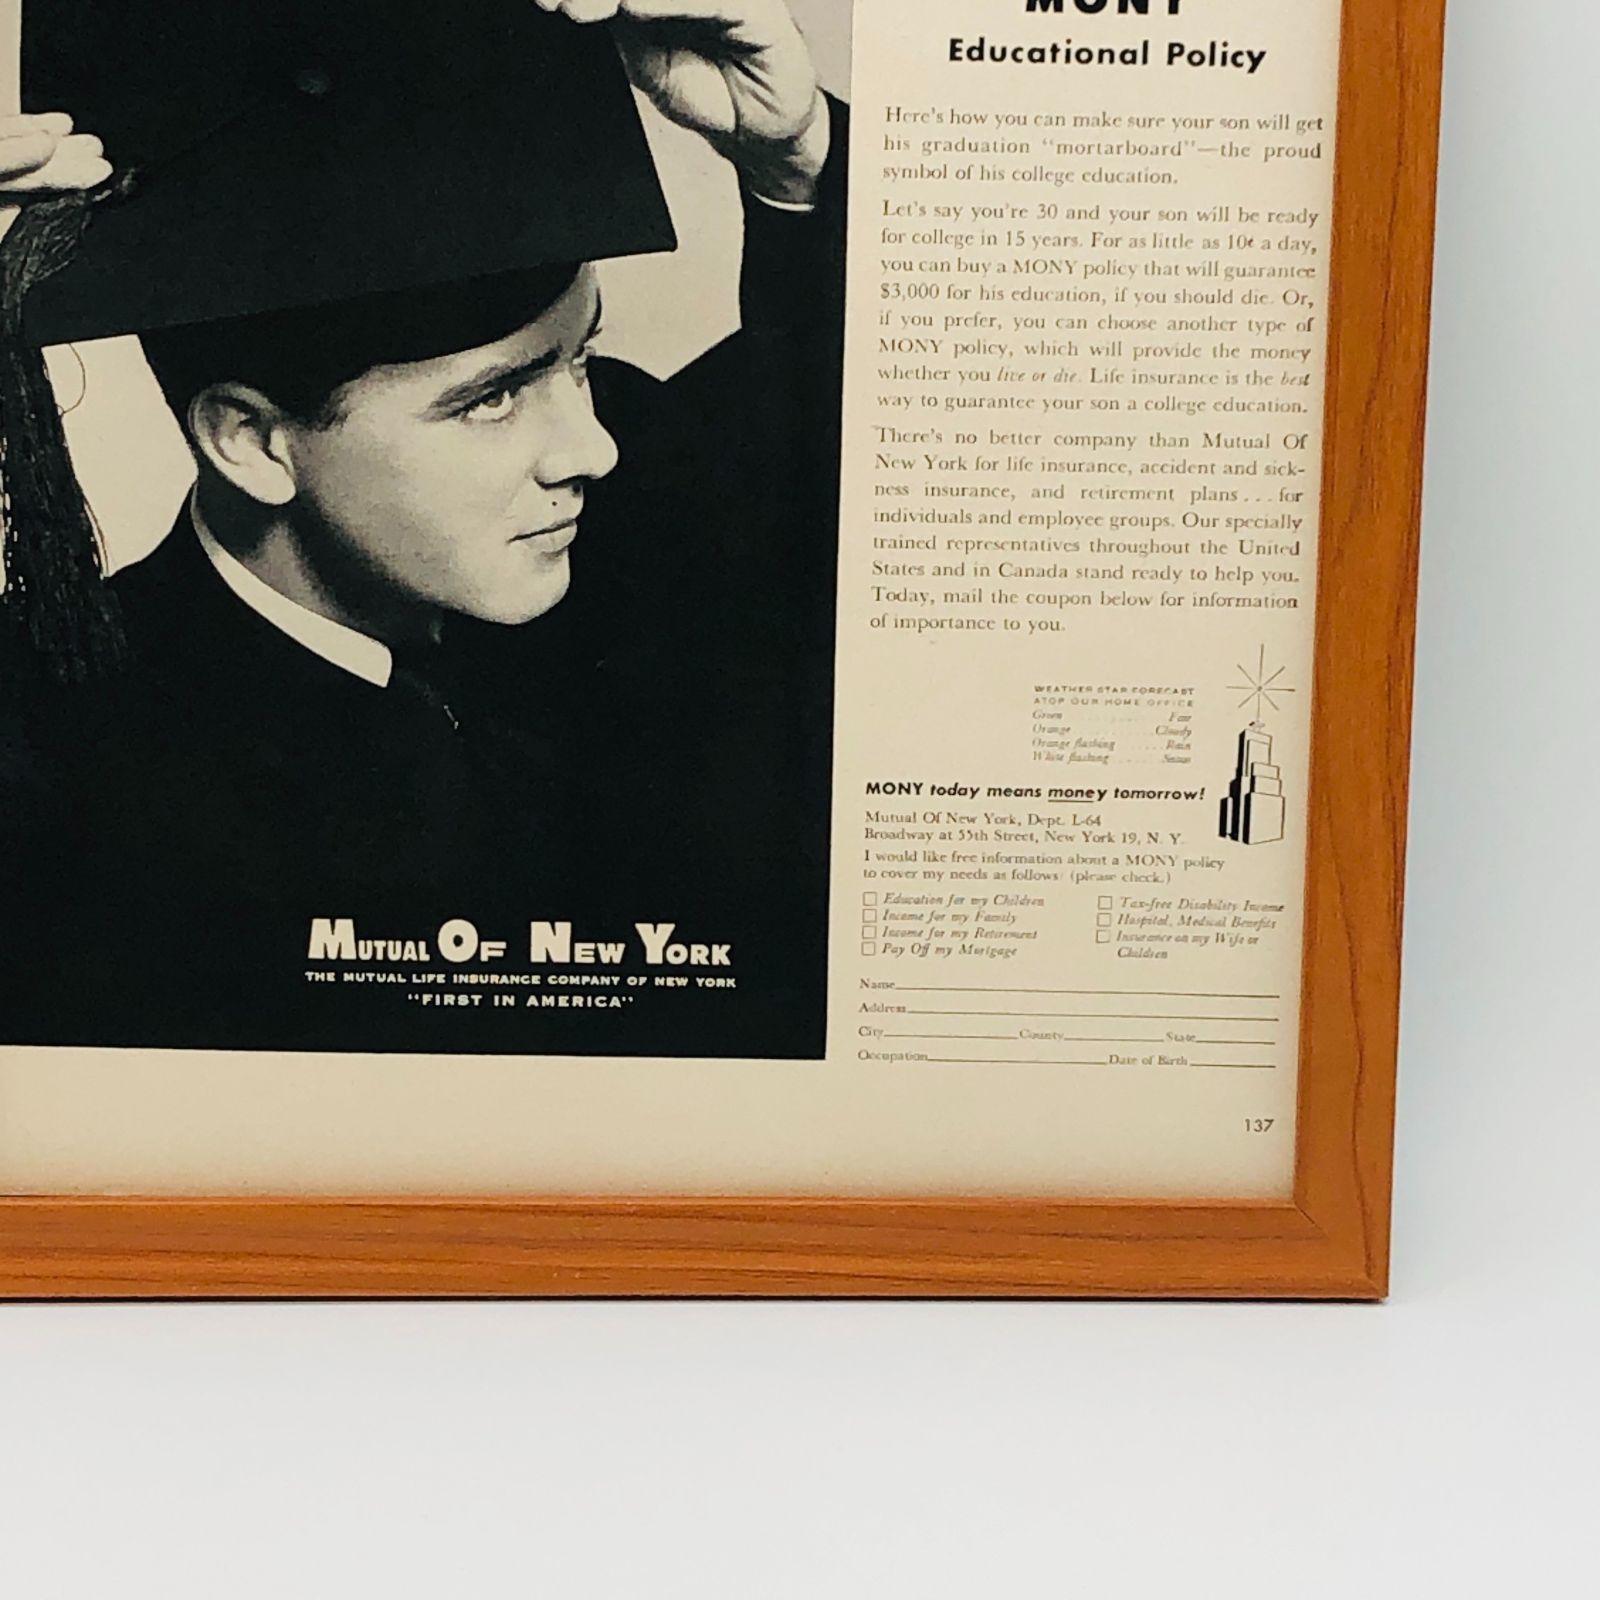 MONY
Educational Policy
Here's how you can make sure your son will get
his graduation "mortarboard"—the proud
symbol of his college education.
Let's say you're 30 and your son will be ready
for college in 15 years. For as little as 10¢ a day,
you can buy a MONY policy that will guarantee
$3,000 for his education, if you should die. Or,
if you prefer, you can choose another type of
MONY policy, which will provide the money
whether you live or die. Life insurance is the best
way to guarantee your son a college education.
There's no better company than Mutual Of
New York for life insurance, accident and sick-
ness insurance, and retirement plans . . . for
individuals and employee groups. Our specially
trained representatives throughout the United
States and in Canada stand ready to help you.
Today, mail the coupon below for information
of importance to you.
WEATHER STAR FORECAST
ATOP OUR HOME OFFICE
Green Fair
Orange Cloudy
Orange flashing Rain
White flashing Snow
MONY today means money tomorrow!
Mutual Of New York, Dept. L-64
Broadway at 55th Street, New York 19, N. Y.
I would like free information about a MONY policy
to cover my needs as follows: (please check.)
Education for my Children
Income for my Family
Income for my Retirement
Pay Off my Mortgage
Tax-free Disability Income
Hospital, Medical Benefits
Insurance on my Wife or
Children
Name
Address
City County State
Occupation Date of Birth
137
MUTUAL OF NEW YORK
THE MUTUAL LIFE INSURANCE COMPANY OF NEW YORK
"FIRST IN AMERICA"